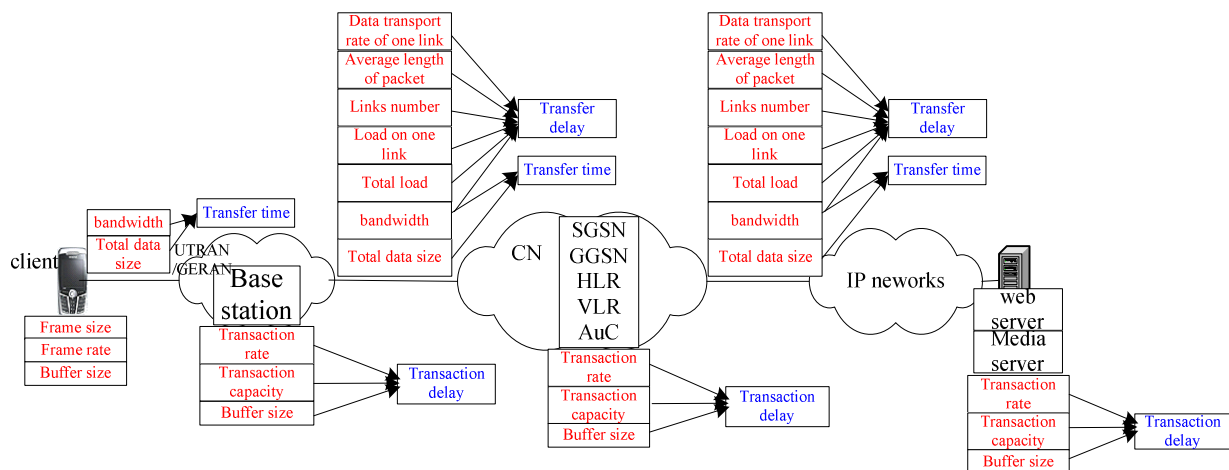 client
bandwidth
Total data
size
Transfer time
UTRAN
/GERAN
Base
station
Frame size
Frame rate
Buffer size
Transaction
rate
Transaction
capacity
Buffer size
Transaction
delay
Data transport
rate of one link
Average length
of packet
Links number
Load on one
link
Total load
bandwidth
Total data size
Transfer
delay
Transfer time
CN
SGSN
GGSN
HLR
VLR
AuC
Transaction
rate
Transaction
capacity
Buffer size
Transaction
delay
Data transport
rate of one link
Average length
of packet
Links number
Load on one
link
Total load
bandwidth
Total data size
Transfer
delay
Transfer time
IP neworks
web
server
Media
server
Transaction
rate
Transaction
capacity
Buffer size
Transaction
delay